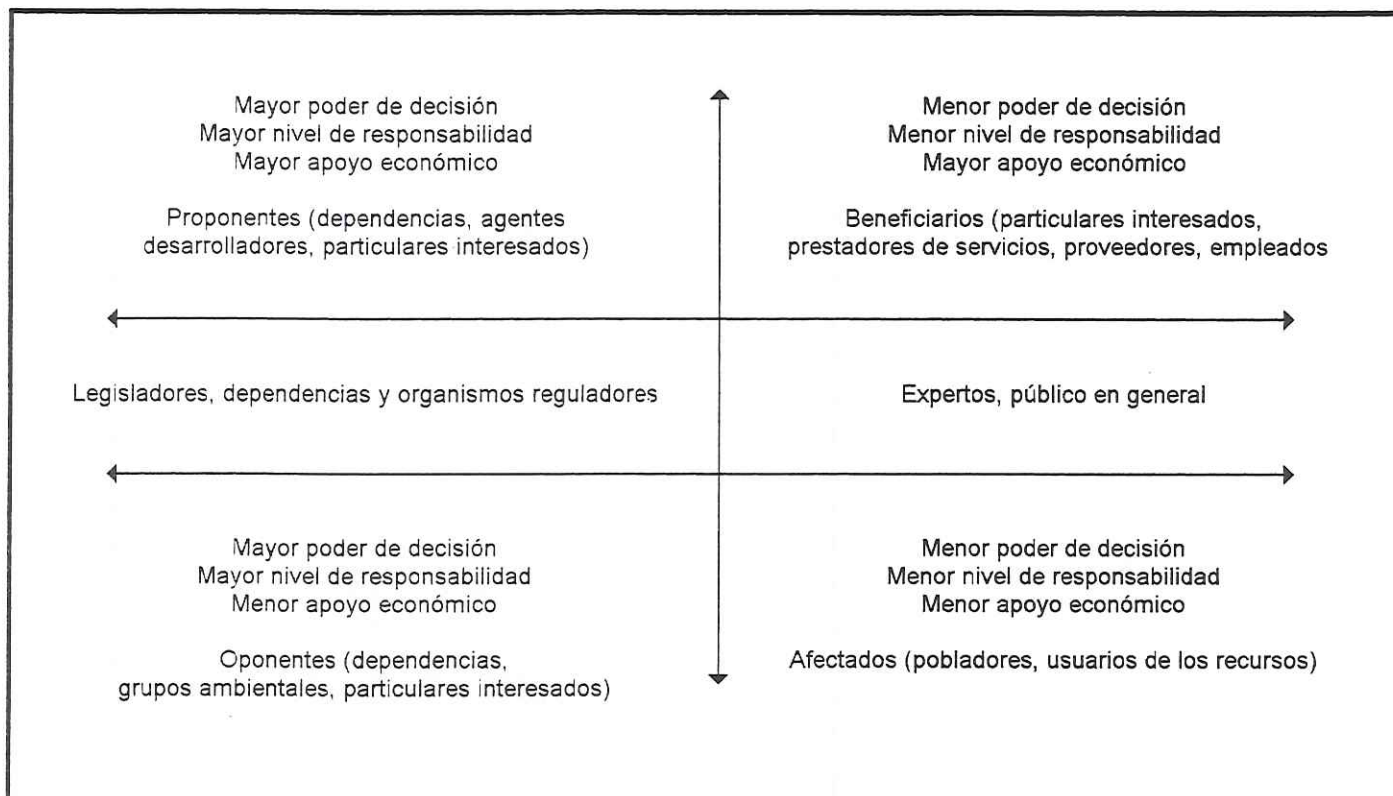 Mayor poder de decisión
Mayor nivel de responsabilidad
Mayor apoyo económico
Proponentes (dependencias, agentes
desarrolladores, particulares interesados)
Menor poder de decisión
Menor nivel de responsabilidad
Mayor apoyo económico
Beneficiarios (particulares interesados,
prestadores de servicios, proveedores, empleados
Legisladores, dependencias y organismos reguladores
Expertos, público en general
Mayor poder de decisión
Mayor nivel de responsabilidad
Menor apoyo económico
Oponentes (dependencias,
grupos ambientales, particulares interesados)
Menor poder de decisión
Menor nivel de responsabilidad
Menor apoyo económico
Afectados (pobladores, usuarios de los recursos)